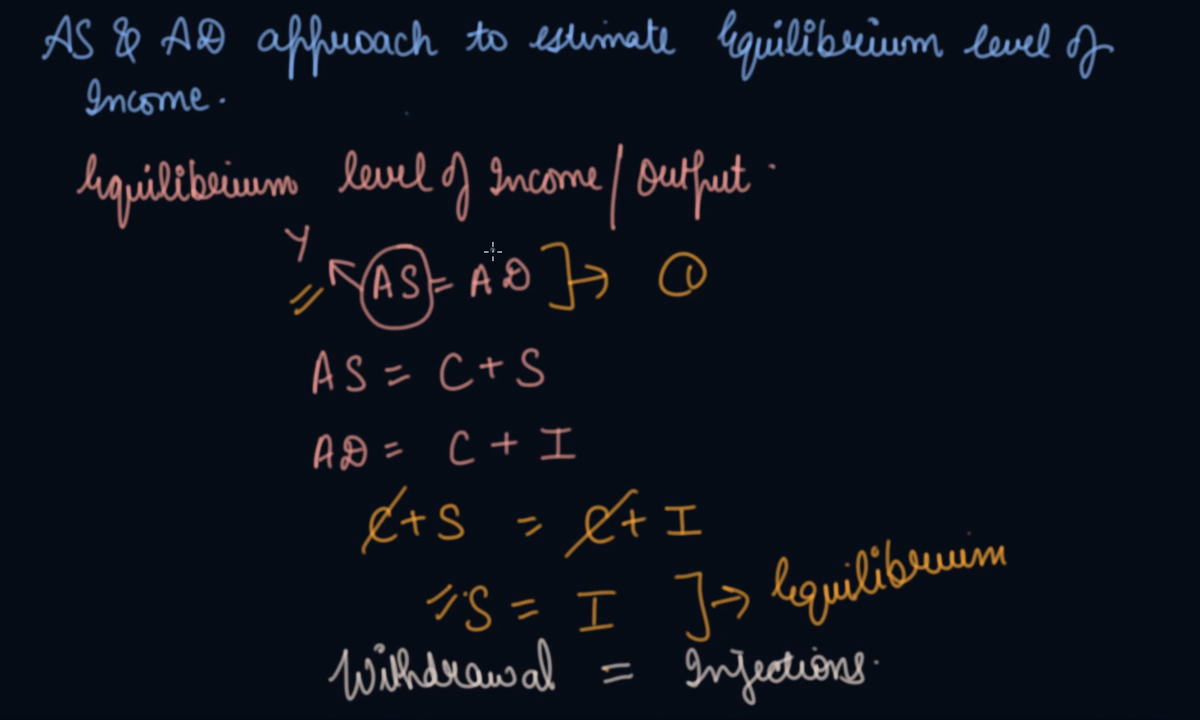 AS & AD approach to estimate Equilibrium level of
Income.
Equilibrium level of Income/Output.
Y
AS = AD ] → ①
AS = C + S
AD = C + I
C + S = C + I
S = I ] → Equilibrium
Withdrawal = Injections.